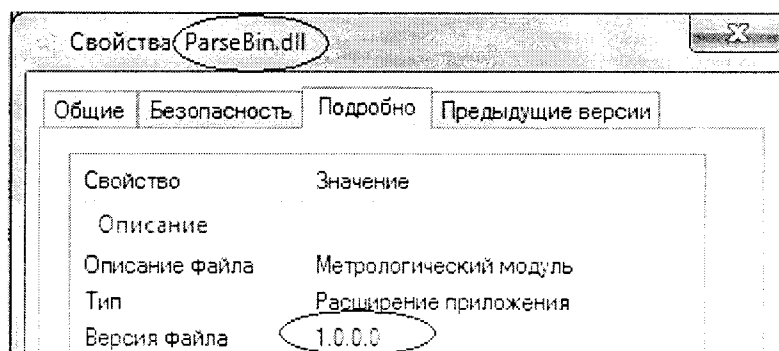 Свойства ParseBin.dll
Общие Безопасность Подробно Предыдущие версии
Свойство Значение
Описание
Описание файла Метрологический модуль
Тип Расширение приложения
Версия файла 1.0.0.0